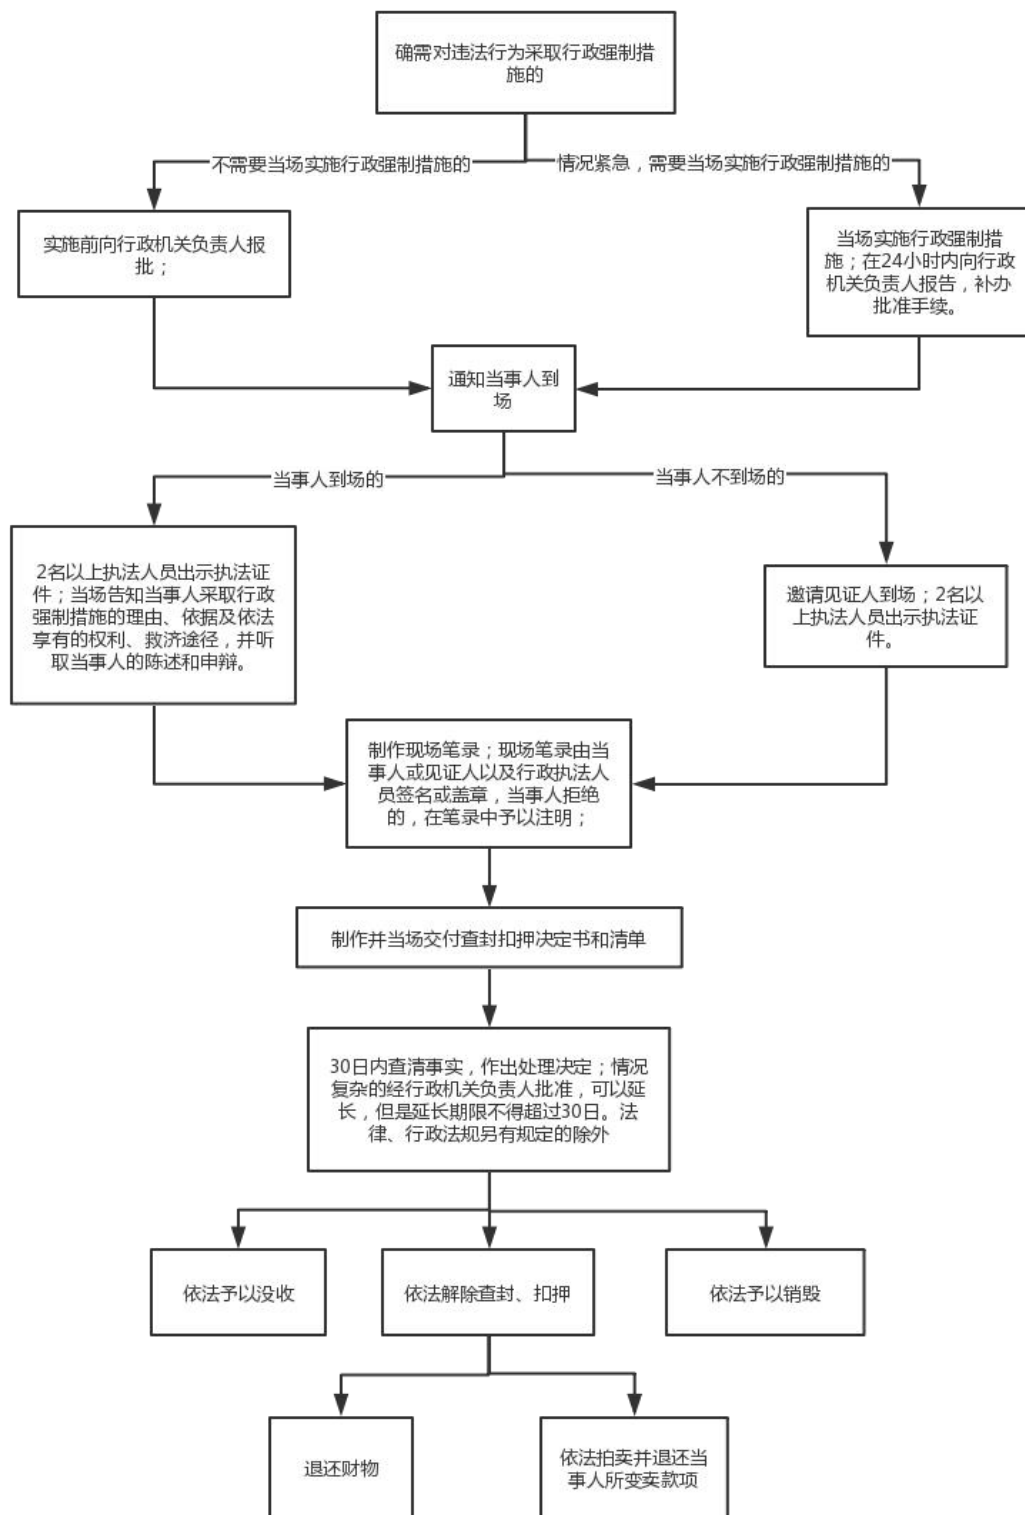 确需对违法行为采取行政强制措
施的
不需要当场实施行政强制措施的
情况紧急，需要当场实施行政强制措施的
实施前向行政机关负责人报
批；
当场实施行政强制措
施；在24小时内向行政
机关负责人报告，补办
批准手续。
通知当事人到
场
当事人到场的
当事人不到场的
2名以上执法人员出示执法证
件；当场告知当事人采取行政
强制措施的理由、依据及依法
享有的权利、救济途径，并听
取当事人的陈述和申辩。
邀请见证人到场；2名以
上执法人员出示执法证
件。
制作现场笔录；现场笔录由当
事人或见证人以及行政执法人
员签名或盖章，当事人拒绝
的，在笔录中予以注明；
制作并当场交付查封扣押决定书和清单
30日内查清事实，作出处理决定；情况
复杂的经行政机关负责人批准，可以延
长，但是延长期限不得超过30日。法
律、行政法规另有规定的除外
依法予以没收
依法解除查封、扣押
依法予以销毁
退还财物
依法拍卖并退还当
事人所变卖款项